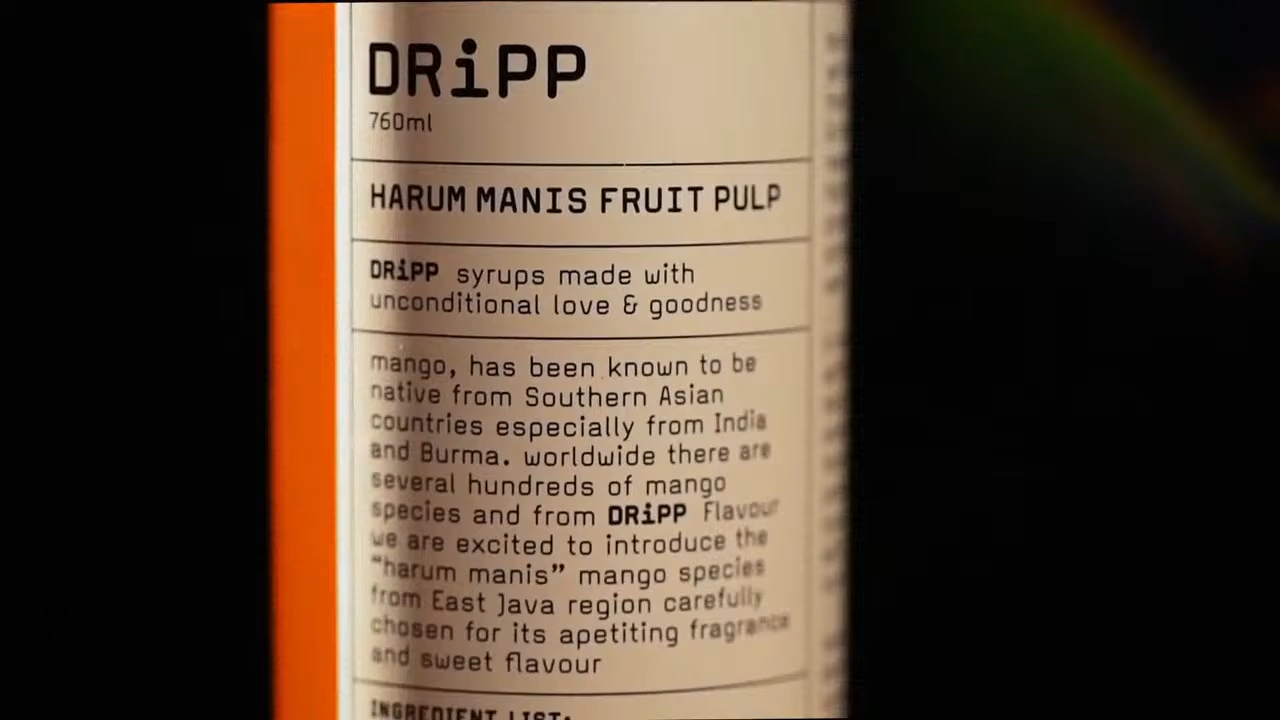 DRiPP
760ml
HARUM MANIS FRUIT PULP
DRiPP syrups made with
unconditional love & goodness
mango, has been known to be
native from Southern Asian
countries especially from India
and Burma. worldwide there are
several hundreds of mango
species and from DRiPP Flavour
we are excited to introduce the
"harum manis” mango species
from East Java region carefully
chosen for its apetiting fragrance
and sweet flavour
INGREDIENT LIST: